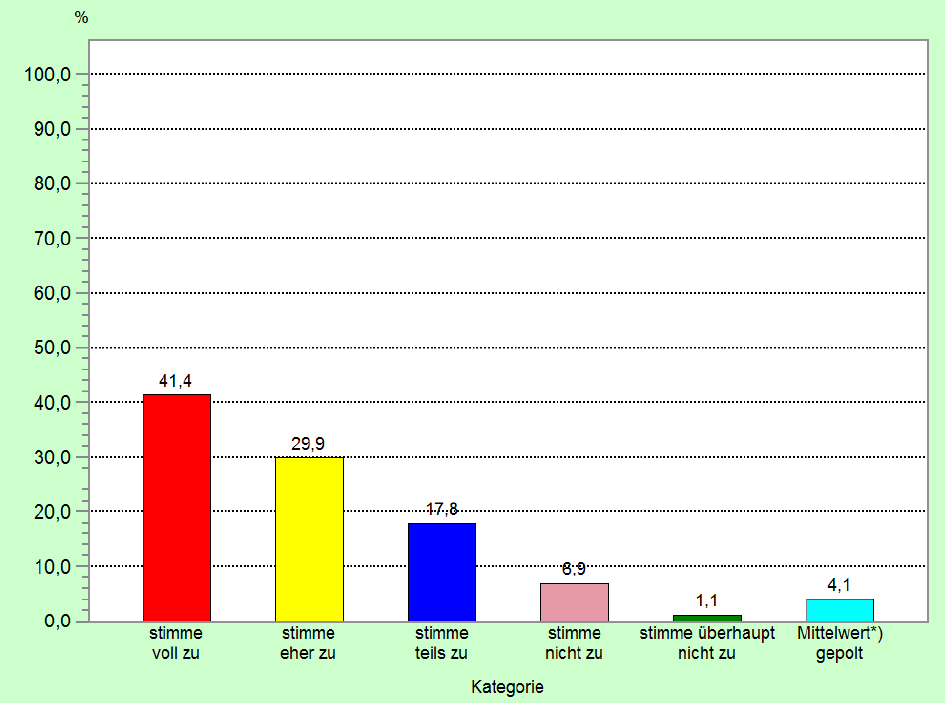 %
100,0
90,0
80,0
70,0
60,0
50,0
40,0
30,0
20,0
10,0
0,0
41,4
29,9
17,8
6,9
1,1
4,1
stimme
voll zu
stimme
eher zu
stimme
teils zu
stimme
nicht zu
stimme überhaupt
nicht zu
Mittelwert*)
gepolt
Kategorie